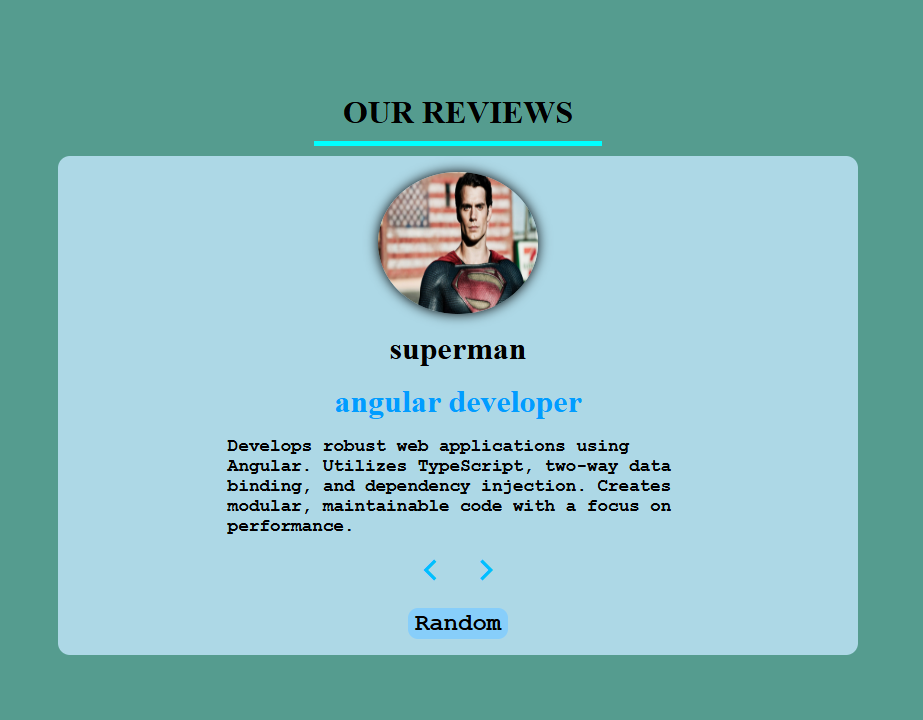 OUR REVIEWS
superman
angular developer
Develops robust web applications using
Angular. Utilizes TypeScript, two-way data
binding, and dependency injection. Creates
modular, maintainable code with a focus on
performance.
Random